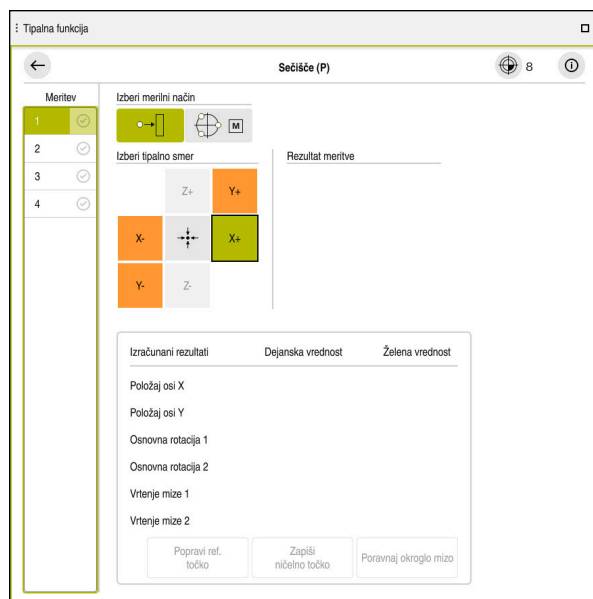 Tipalna funkcija
Sečišče (P)
8
Meritev
1
2
3
4
Izberi merilni način
M
Izberi tipalno smer
Rezultat meritve
Z+ Y+
X- X+
Y- Z-
Izračunani rezultati Dejanska vrednost Želena vrednost
Položaj osi X
Položaj osi Y
Osnovna rotacija 1
Osnovna rotacija 2
Vrtenje mize 1
Vrtenje mize 2
Popravi ref.
točko
Zapiši
ničelno točko
Poravnaj okroglo mizo